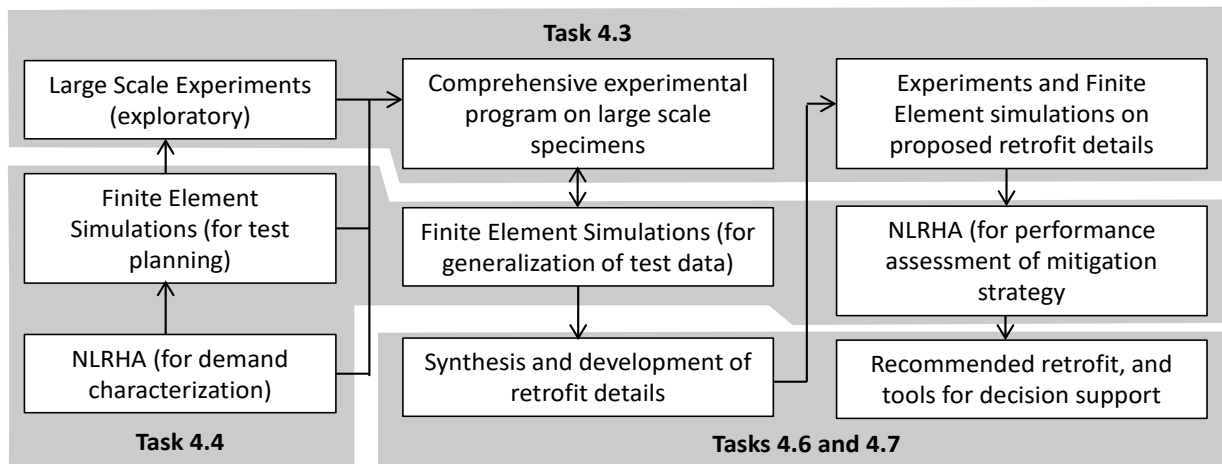 Task 4.3
Large Scale Experiments
(exploratory)
Comprehensive experimental
program on large scale
specimens
Experiments and Finite
Element simulations on
proposed retrofit details
Finite Element
Simulations (for test
planning)
Finite Element Simulations (for
generalization of test data)
NLRHA (for performance
assessment of mitigation
strategy
NLRHA (for demand
characterization)
Synthesis and development of
retrofit details
Recommended retrofit, and
tools for decision support
Task 4.4
Tasks 4.6 and 4.7